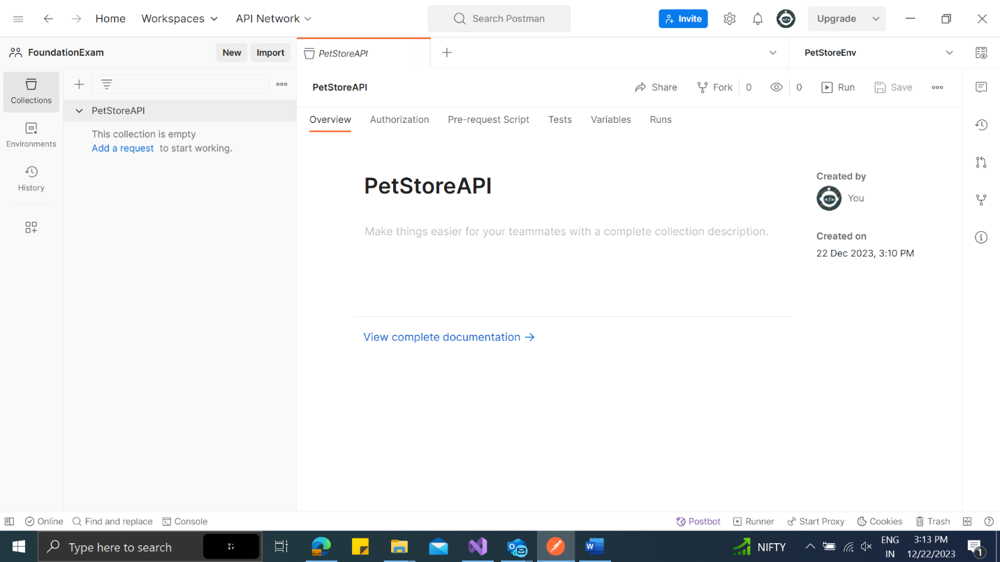 Home Workspaces API Network Search Postman Invite Upgrade
FoundationExam New Import PetStoreAPI PetStoreEnv
PetStoreAPI Share Fork 0 0 Run Save
Collections
PetStoreAPI
Overview Authorization Pre-request Script Tests Variables Runs
This collection is empty
Add a request to start working.
Environments
History
PetStoreAPI
Created by
You
Make things easier for your teammates with a complete collection description.
Created on
22 Dec 2023, 3:10 PM
View complete documentation →
Online Find and replace Console Postbot Runner Start Proxy Cookies Trash
Type here to search NIFTY ENG IN 3:13 PM 12/22/2023 1